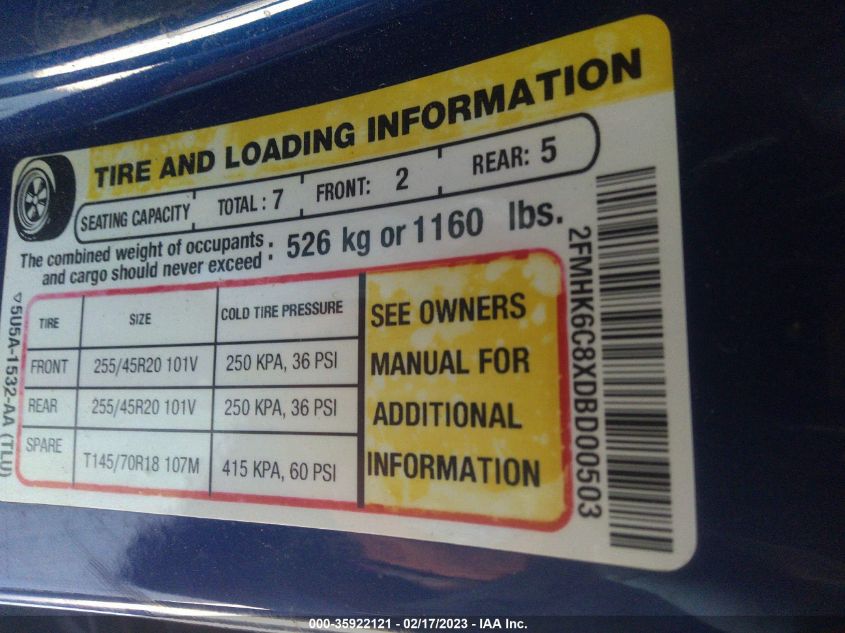 TIRE AND LOADING INFORMATION
SEATING CAPACITY TOTAL : 7 FRONT: 2 REAR: 5
The combined weight of occupants
and cargo should never exceed : 526 kg or 1160 lbs.
TIRE SIZE COLD TIRE PRESSURE
FRONT 255/45R20 101V 250 KPA, 36 PSI
REAR 255/45R20 101V 250 KPA, 36 PSI
SPARE T145/70R18 107M 415 KPA, 60 PSI
SEE OWNERS
MANUAL FOR
ADDITIONAL
INFORMATION
2FMHK6C8XDBD00503
▽5U5A-1532-AA (TLU)
000-35922121 - 02/17/2023 - IAA Inc.